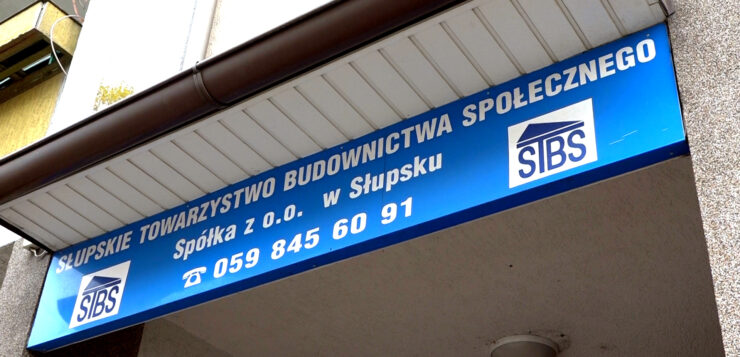 SŁUPSKIE TOWARZYSTWO BUDOWNICTWA SPOŁECZNEGO
Spółka z o.o. w Słupsku
☎ 059 845 60 91
STBS
STBS